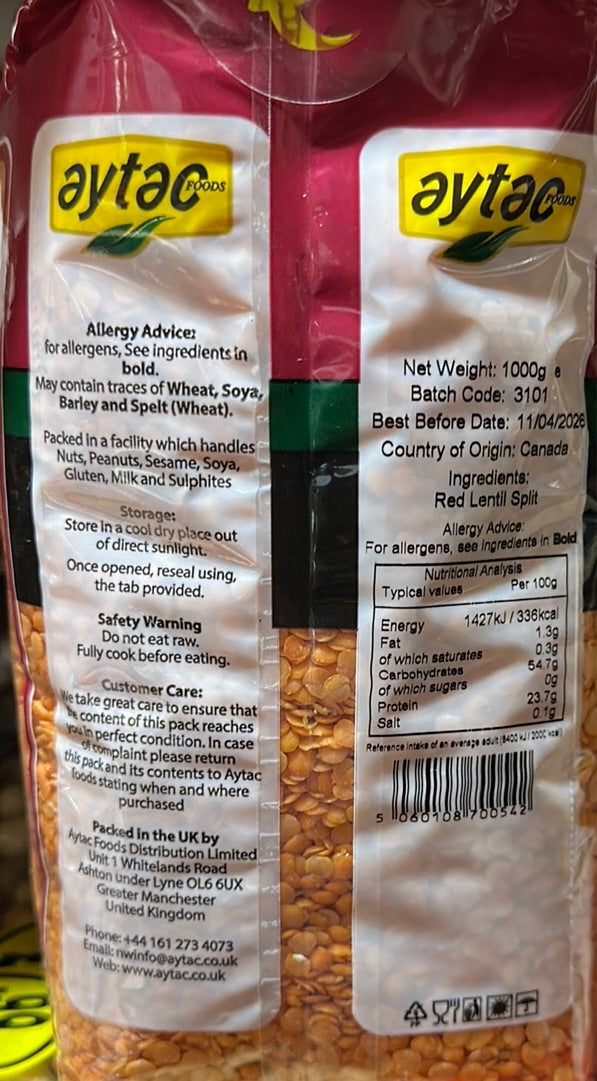 aytac FOODS
Allergy Advice:
for allergens, See ingredients in
bold.
May contain traces of Wheat, Soya,
Barley and Spelt (Wheat).
Packed in a facility which handles
Nuts, Peanuts, Sesame, Soya,
Gluten, Milk and Sulphites
Storage:
Store in a cool dry place out
of direct sunlight.
Once opened, reseal using,
the tab provided.
Safety Warning
Do not eat raw.
Fully cook before eating.
Customer Care:
We take great care to ensure that
the content of this pack reaches
you in perfect condition. In case
of complaint please return
this pack and its contents to Aytac
foods stating when and where
purchased
Packed in the UK by
Aytac Foods Distribution Limited
Unit 1 Whitelands Road
Ashton under Lyne OL6 6UX
Greater Manchester
United Kingdom
Phone: +44 161 273 4073
Email: nwinfo@aytac.co.uk
Web: www.aytac.co.uk
aytac FOODS
Net Weight: 1000g e
Batch Code: 3101
Best Before Date: 11/04/2026
Country of Origin: Canada
Ingredients:
Red Lentil Split
Allergy Advice:
For allergens, see ingredients in Bold
Nutritional Analysis
Typical values Per 100g
Energy 1427kJ / 336kcal
Fat 1.3g
of which saturates 0.3g
Carbohydrates 54.7g
of which sugars 0g
Protein 23.7g
Salt 0.1g
Reference intake of an average adult (8400 kJ / 2000 kcal)
5 060108 700542